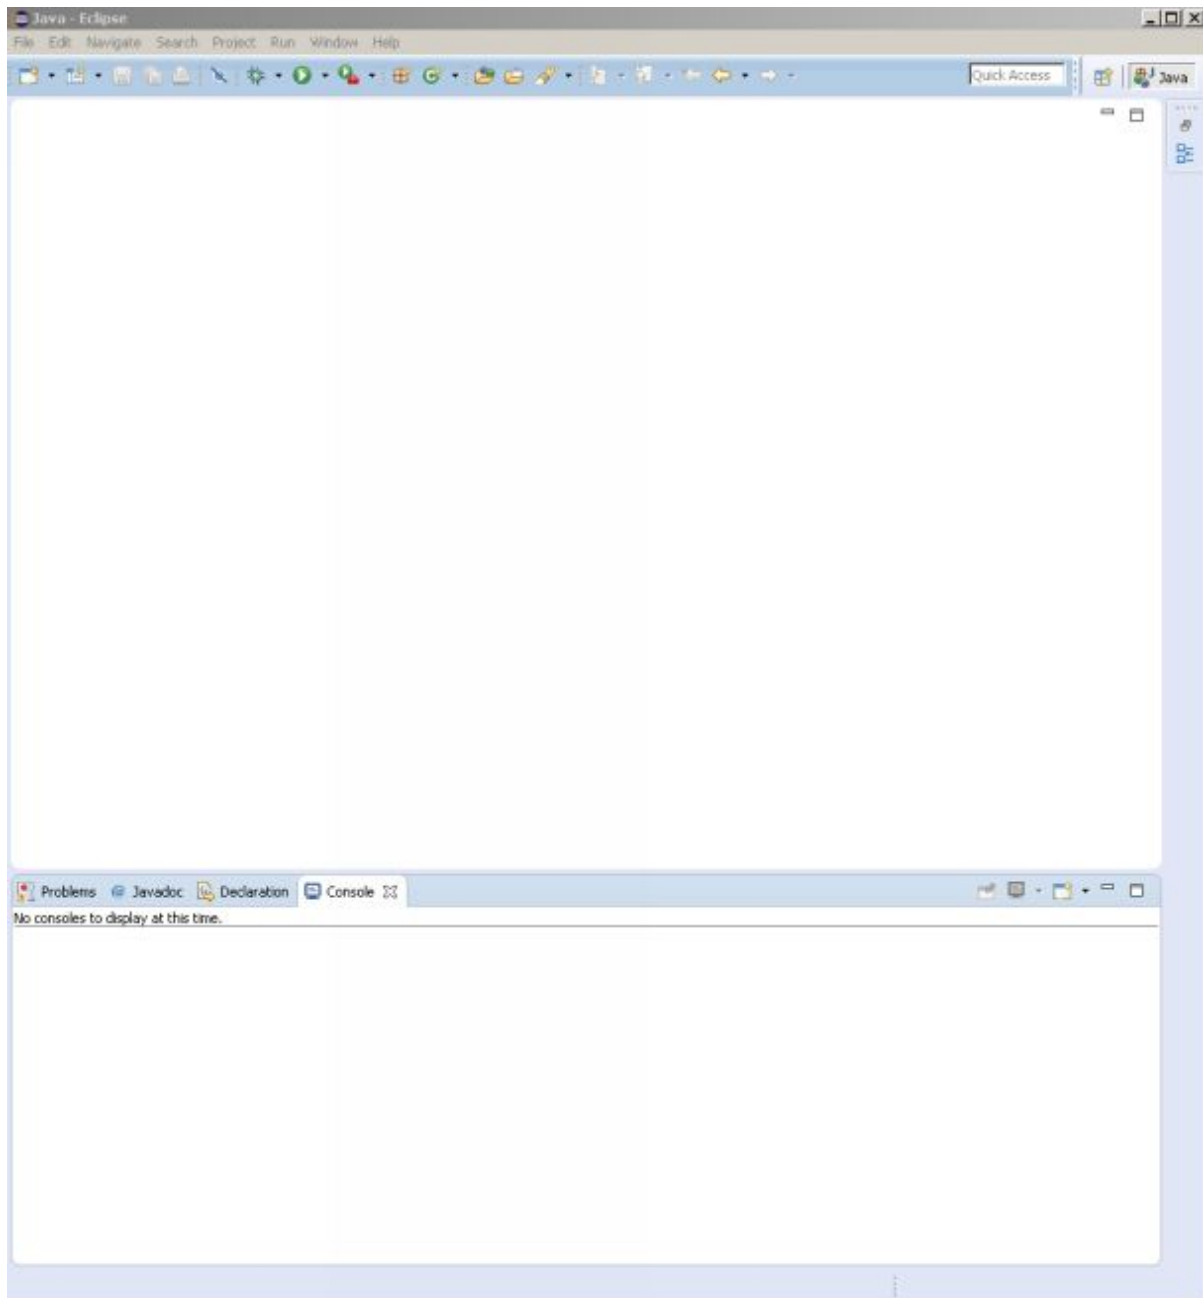 Java - Eclipse
File Edit Navigate Search Project Run Window Help
Quick Access
Java
Problems @ Javadoc Declaration Console
No consoles to display at this time.